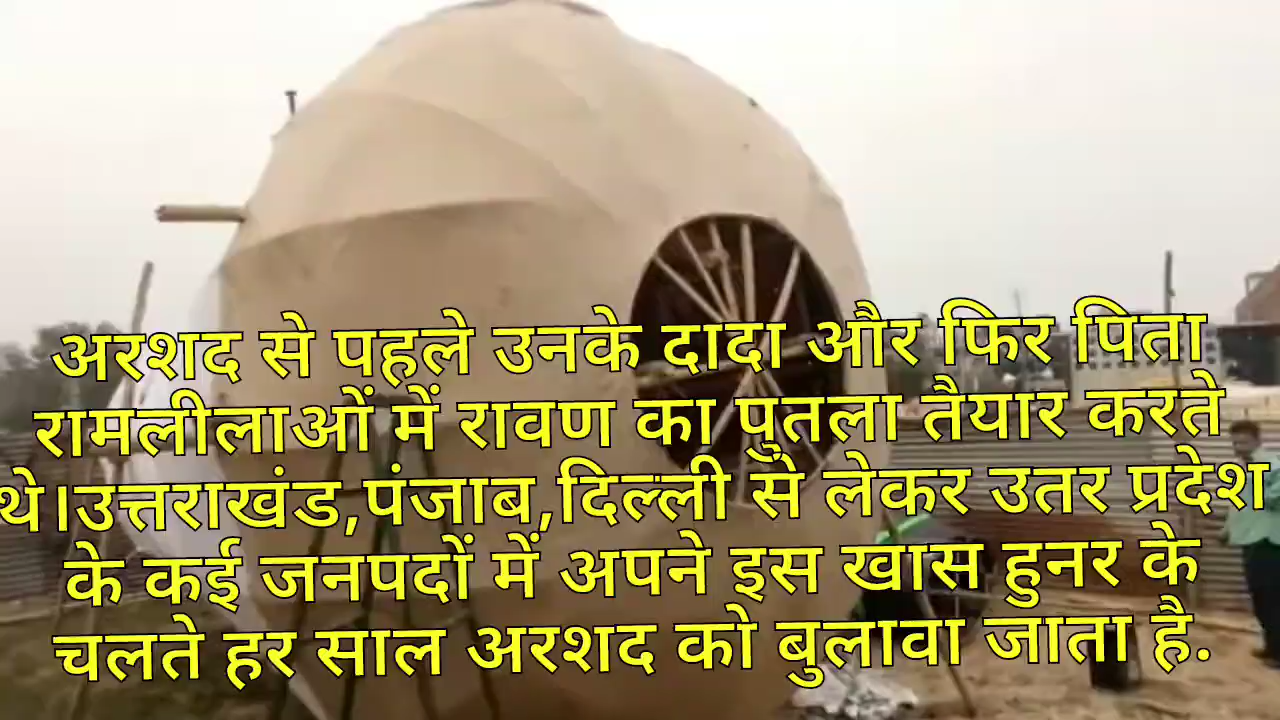 अरशद से पहले उनके दादा और फिर पिता
रामलीलाओं में रावण का पुतला तैयार करते
थे।उत्तराखंड,पंजाब,दिल्ली से लेकर उतर प्रदेश
के कई जनपदों में अपने इस खास हुनर के
चलते हर साल अरशद को बुलावा जाता है.